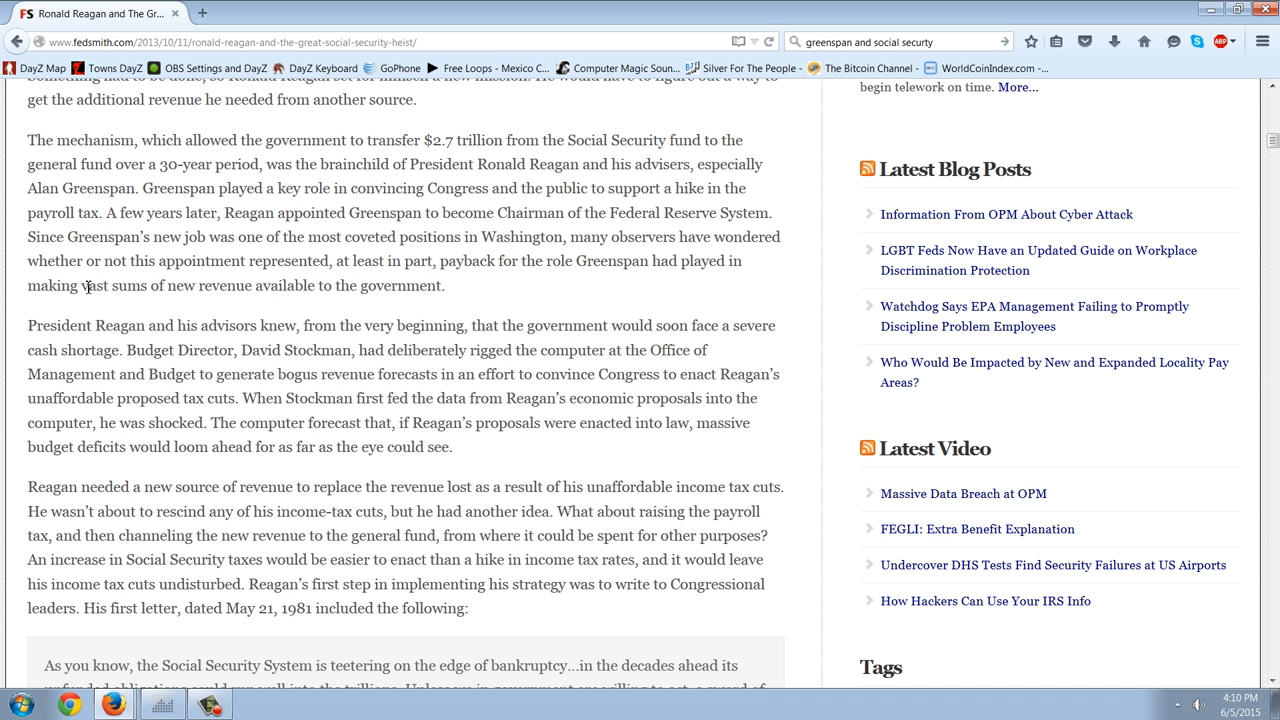 Ronald Reagan and The Gr...
www.fedsmith.com/2013/10/11/ronald-reagan-and-the-great-social-security-heist/
greenspan and social securty
DayZ Map
Towns DayZ
OBS Settings and DayZ
DayZ Keyboard
GoPhone
Free Loops - Mexico C...
Computer Magic Soun...
Silver For The People - ...
The Bitcoin Channel - ...
WorldCoinIndex.com -...
get the additional revenue he needed from another source.
The mechanism, which allowed the government to transfer $2.7 trillion from the Social Security fund to the
general fund over a 30-year period, was the brainchild of President Ronald Reagan and his advisers, especially
Alan Greenspan. Greenspan played a key role in convincing Congress and the public to support a hike in the
payroll tax. A few years later, Reagan appointed Greenspan to become Chairman of the Federal Reserve System.
Since Greenspan's new job was one of the most coveted positions in Washington, many observers have wondered
whether or not this appointment represented, at least in part, payback for the role Greenspan had played in
making vast sums of new revenue available to the government.
President Reagan and his advisors knew, from the very beginning, that the government would soon face a severe
cash shortage. Budget Director, David Stockman, had deliberately rigged the computer at the Office of
Management and Budget to generate bogus revenue forecasts in an effort to convince Congress to enact Reagan's
unaffordable proposed tax cuts. When Stockman first fed the data from Reagan's economic proposals into the
computer, he was shocked. The computer forecast that, if Reagan's proposals were enacted into law, massive
budget deficits would loom ahead for as far as the eye could see.
Reagan needed a new source of revenue to replace the revenue lost as a result of his unaffordable income tax cuts.
He wasn't about to rescind any of his income-tax cuts, but he had another idea. What about raising the payroll
tax, and then channeling the new revenue to the general fund, from where it could be spent for other purposes?
An increase in Social Security taxes would be easier to enact than a hike in income tax rates, and it would leave
his income tax cuts undisturbed. Reagan's first step in implementing his strategy was to write to Congressional
leaders. His first letter, dated May 21, 1981 included the following:
As you know, the Social Security System is teetering on the edge of bankruptcy...in the decades ahead its
begin telework on time. More...
Latest Blog Posts
Information From OPM About Cyber Attack
LGBT Feds Now Have an Updated Guide on Workplace
Discrimination Protection
Watchdog Says EPA Management Failing to Promptly
Discipline Problem Employees
Who Would Be Impacted by New and Expanded Locality Pay
Areas?
Latest Video
Massive Data Breach at OPM
FEGLI: Extra Benefit Explanation
Undercover DHS Tests Find Security Failures at US Airports
How Hackers Can Use Your IRS Info
Tags
4:10 PM
6/5/2015